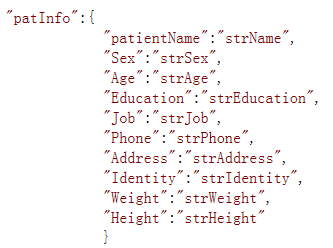 "patInfo":{
"patientName":"strName",
"Sex":"strSex",
"Age":"strAge",
"Education":"strEducation",
"Job":"strJob",
"Phone":"strPhone",
"Address":"strAddress",
"Identity":"strIdentity",
"Weight":"strWeight",
"Height":"strHeight"
}